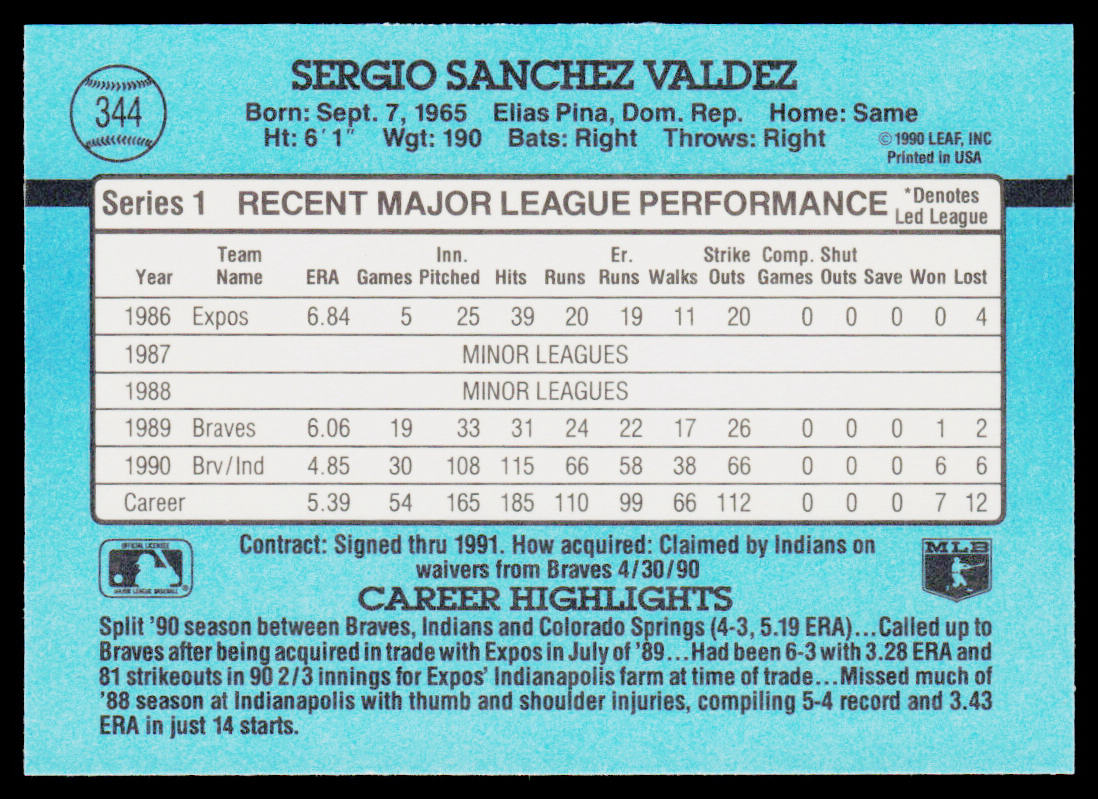 344
SERGIO SANCHEZ VALDEZ
Born: Sept. 7, 1965 Elias Pina, Dom. Rep. Home: Same
Ht: 6' 1" Wgt: 190 Bats: Right Throws: Right
©1990 LEAF, INC
Printed in USA
Series 1 RECENT MAJOR LEAGUE PERFORMANCE *Denotes
Led League
Team Inn. Er. Strike Comp. Shut
Year Name ERA Games Pitched Hits Runs Runs Walks Outs Games Outs Save Won Lost
1986 Expos 6.84 5 25 39 20 19 11 20 0 0 0 0 4
1987 MINOR LEAGUES
1988 MINOR LEAGUES
1989 Braves 6.06 19 33 31 24 22 17 26 0 0 0 1 2
1990 Brv/Ind 4.85 30 108 115 66 58 38 66 0 0 0 6 6
Career 5.39 54 165 185 110 99 66 112 0 0 0 7 12
OFFICIAL LICENSEE
MAJOR LEAGUE BASEBALL
®
Contract: Signed thru 1991. How acquired: Claimed by Indians on
waivers from Braves 4/30/90
MLB
CAREER HIGHLIGHTS
Split '90 season between Braves, Indians and Colorado Springs (4-3, 5.19 ERA)...Called up to
Braves after being acquired in trade with Expos in July of '89...Had been 6-3 with 3.28 ERA and
81 strikeouts in 90 2/3 innings for Expos' Indianapolis farm at time of trade...Missed much of
'88 season at Indianapolis with thumb and shoulder injuries, compiling 5-4 record and 3.43
ERA in just 14 starts.